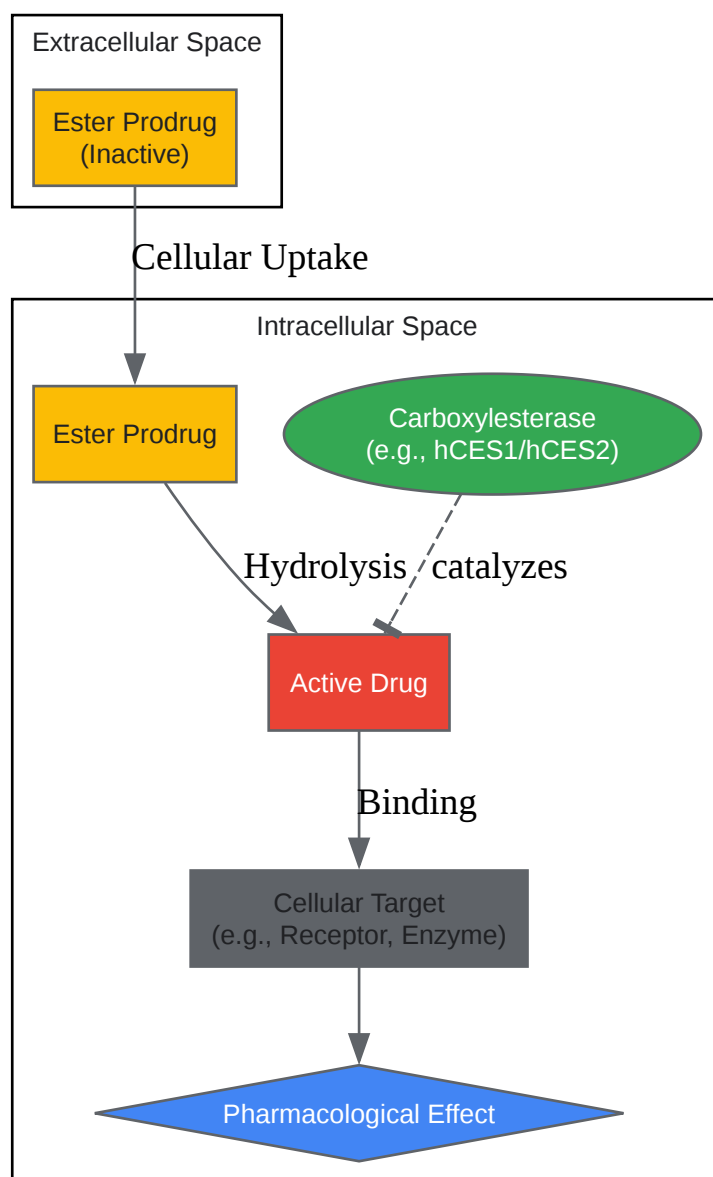 Extracellular Space
Ester Prodrug
(Inactive)
Cellular Uptake
Intracellular Space
Ester Prodrug
Carboxylesterase
(e.g., hCES1/hCES2)
Hydrolysis
catalyzes
Active Drug
Binding
Cellular Target
(e.g., Receptor, Enzyme)
Pharmacological Effect